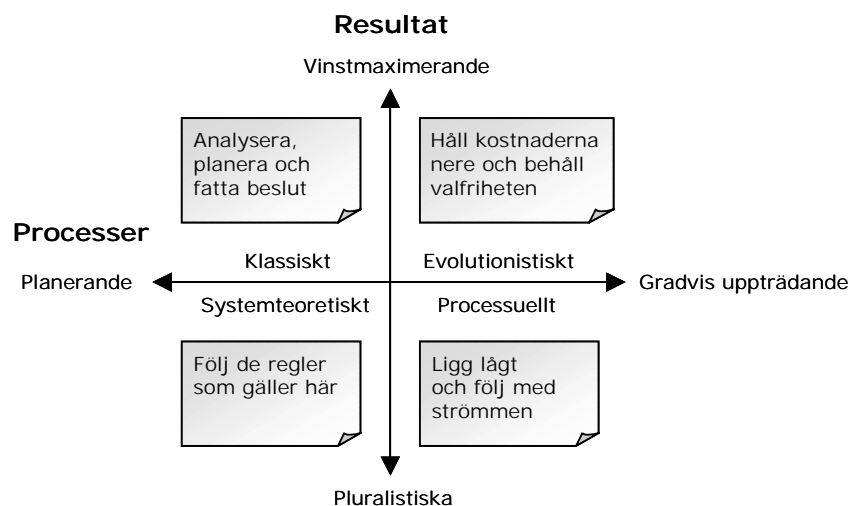 Resultat
Vinstmaximerande
Analysera,
planera och
fatta beslut
Håll kostnaderna
nere och behåll
valfriheten
Processer
Klassiskt
Evolutionistiskt
Planerande
Gradvis uppträdande
Systemteoretiskt
Processuellt
Följ de regler
som gäller här
Ligg lågt
och följ med
strömmen
Pluralistiska